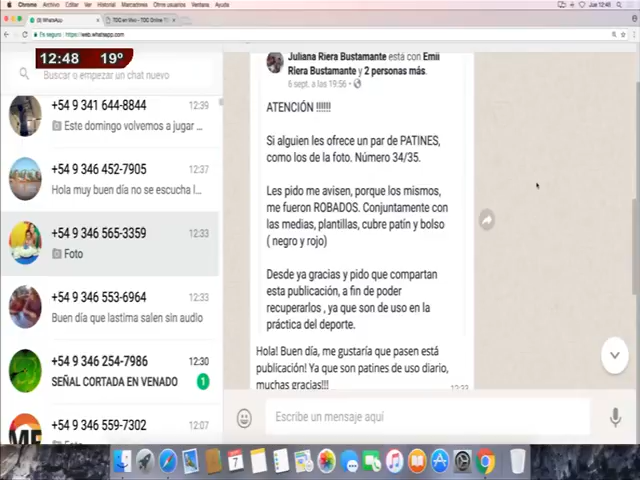 Chrome Archivo Editar Ver Historial Marcadores Otros usuarios Ventana Ayuda
Jue 12:48
WhatsApp
TDC en Vivo - TDC Online
Es seguro https://web.whatsapp.com
12:48 19°
Buscar o empezar un chat nuevo
+54 9 341 644-8844 12:39
Este domingo volvemos a jugar ...
+54 9 346 452-7905 12:37
Hola muy buen día no se escucha l...
+54 9 346 565-3359 12:33
Foto
+54 9 346 553-6964 12:33
Buen día que lastima salen sin audio
+54 9 346 254-7986 12:30
SEÑAL CORTADA EN VENADO 1
+54 9 346 559-7302 12:07
Foto
Juliana Riera Bustamante está con Emii
Riera Bustamante y 2 personas más.
6 sept. a las 19:56
ATENCIÓN !!!!!!
Si alguien les ofrece un par de PATINES,
como los de la foto. Número 34/35.
Les pido me avisen, porque los mismos,
me fueron ROBADOS. Conjuntamente con
las medias, plantillas, cubre patín y bolso
( negro y rojo)
Desde ya gracias y pido que compartan
esta publicación, a fin de poder
recuperarlos , ya que son de uso en la
práctica del deporte.
Hola! Buen día, me gustaría que pasen está
publicación! Ya que son patines de uso diario,
muchas gracias!!!
12:33
Escribe un mensaje aquí
7